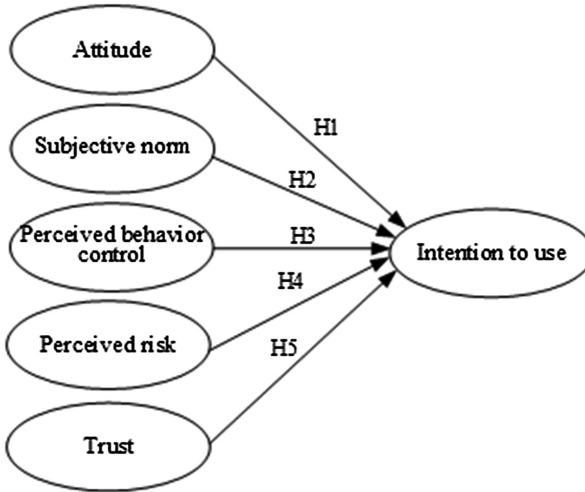 Attitude
H1
Subjective norm
H2
Perceived behavior
control
H3
Intention to use
H4
Perceived risk
H5
Trust